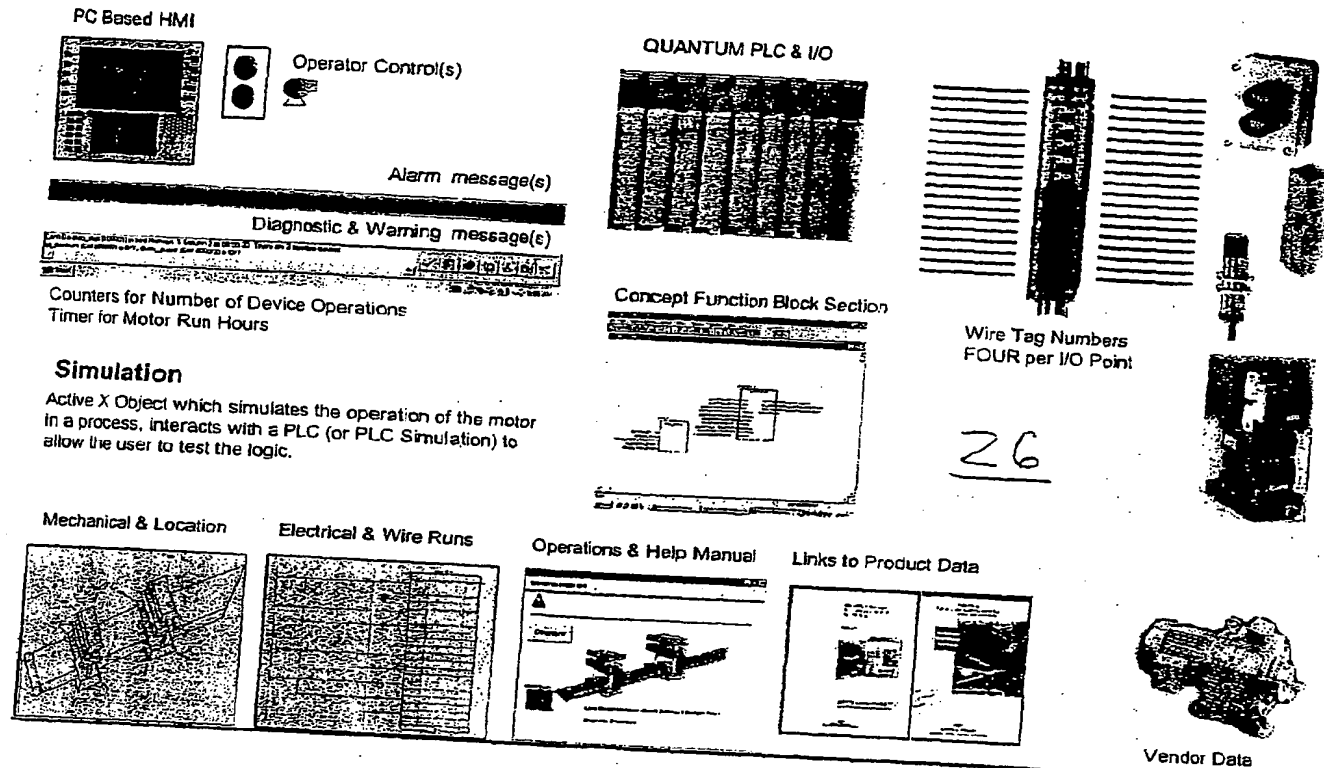 PC Based HMI
Operator Control(s)
Alarm message(s)
Diagnostic & Warning message(s)
Counters for Number of Device Operations
Timer for Motor Run Hours
Simulation
Active X Object which simulates the operation of the motor
in a process, interacts with a PLC (or PLC Simulation) to
allow the user to test the logic.
QUANTUM PLC & I/O
Concept Function Block Section
Wire Tag Numbers
FOUR per I/O Point
26
Mechanical & Location
Electrical & Wire Runs
Operations & Help Manual
Links to Product Data
Vendor Data